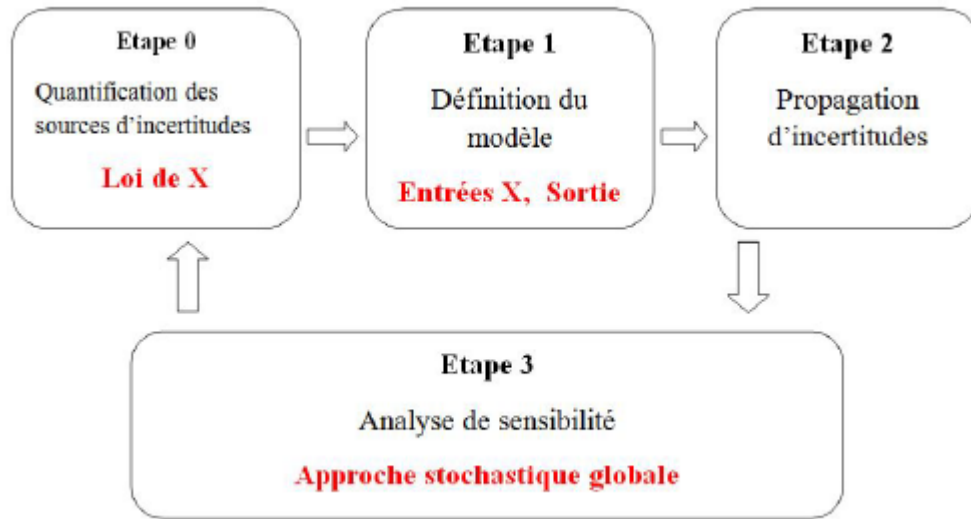 Etape 0
Quantification des
sources d'incertitudes
Loi de X
Etape 1
Définition du
modèle
Entrées X, Sortie
Etape 2
Propagation
d'incertitudes
Etape 3
Analyse de sensibilité
Approche stochastique globale